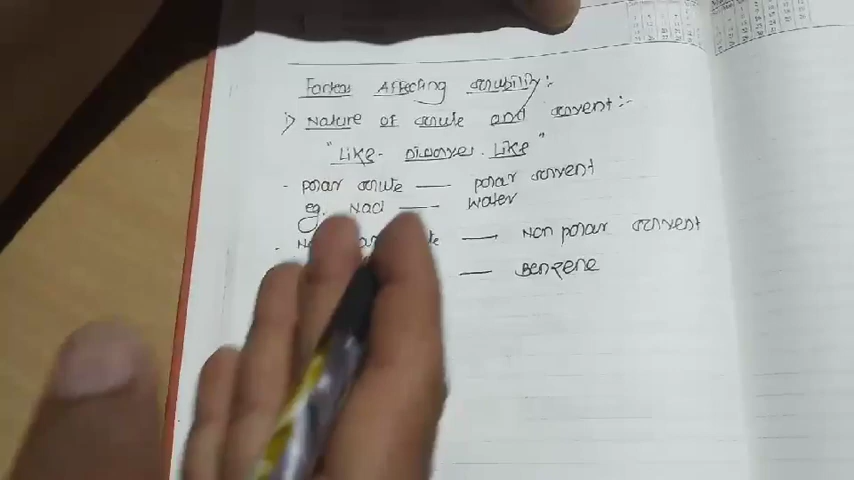 Factors Affecting solubility:
i) Nature of solute and solvent:-
"Like dissolves Like"
- polar solute — polar solvent
eg. Nacl — water
- — Non polar solvent
— Benzene